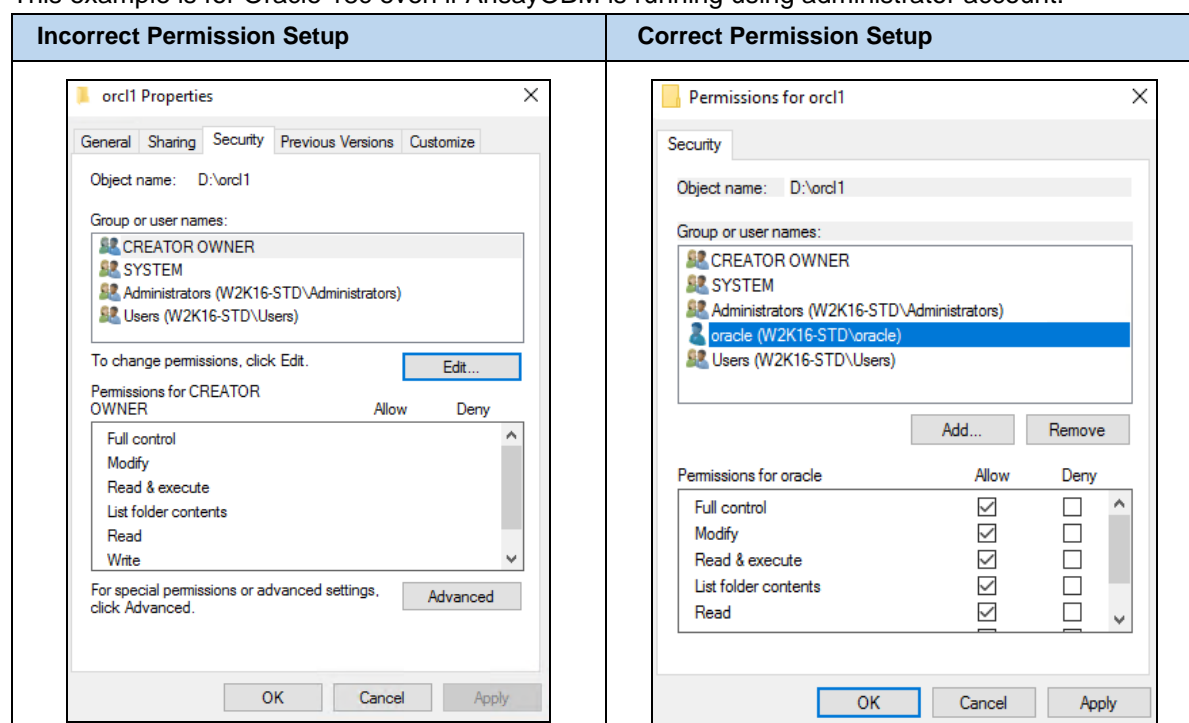 This example is for Oracle 18c even if AhsayOBM is running using administrator account.
Incorrect Permission Setup
Correct Permission Setup
orcl1 Properties
General Sharing Security Previous Versions Customize
Object name: D:\orcl1
Group or user names:
CREATOR OWNER
SYSTEM
Administrators (W2K16-STD\Administrators)
Users (W2K16-STD\Users)
To change permissions, click Edit.
Edit...
Permissions for CREATOR
OWNER Allow Deny
Full control
Modify
Read & execute
List folder contents
Read
Write
For special permissions or advanced settings,
click Advanced.
Advanced
OK Cancel Apply
Permissions for orcl1
Security
Object name: D:\orcl1
Group or user names:
CREATOR OWNER
SYSTEM
Administrators (W2K16-STD\Administrators)
oracle (W2K16-STD\oracle)
Users (W2K16-STD\Users)
Add... Remove
Permissions for oracle Allow Deny
Full control
Modify
Read & execute
List folder contents
Read
OK Cancel Apply